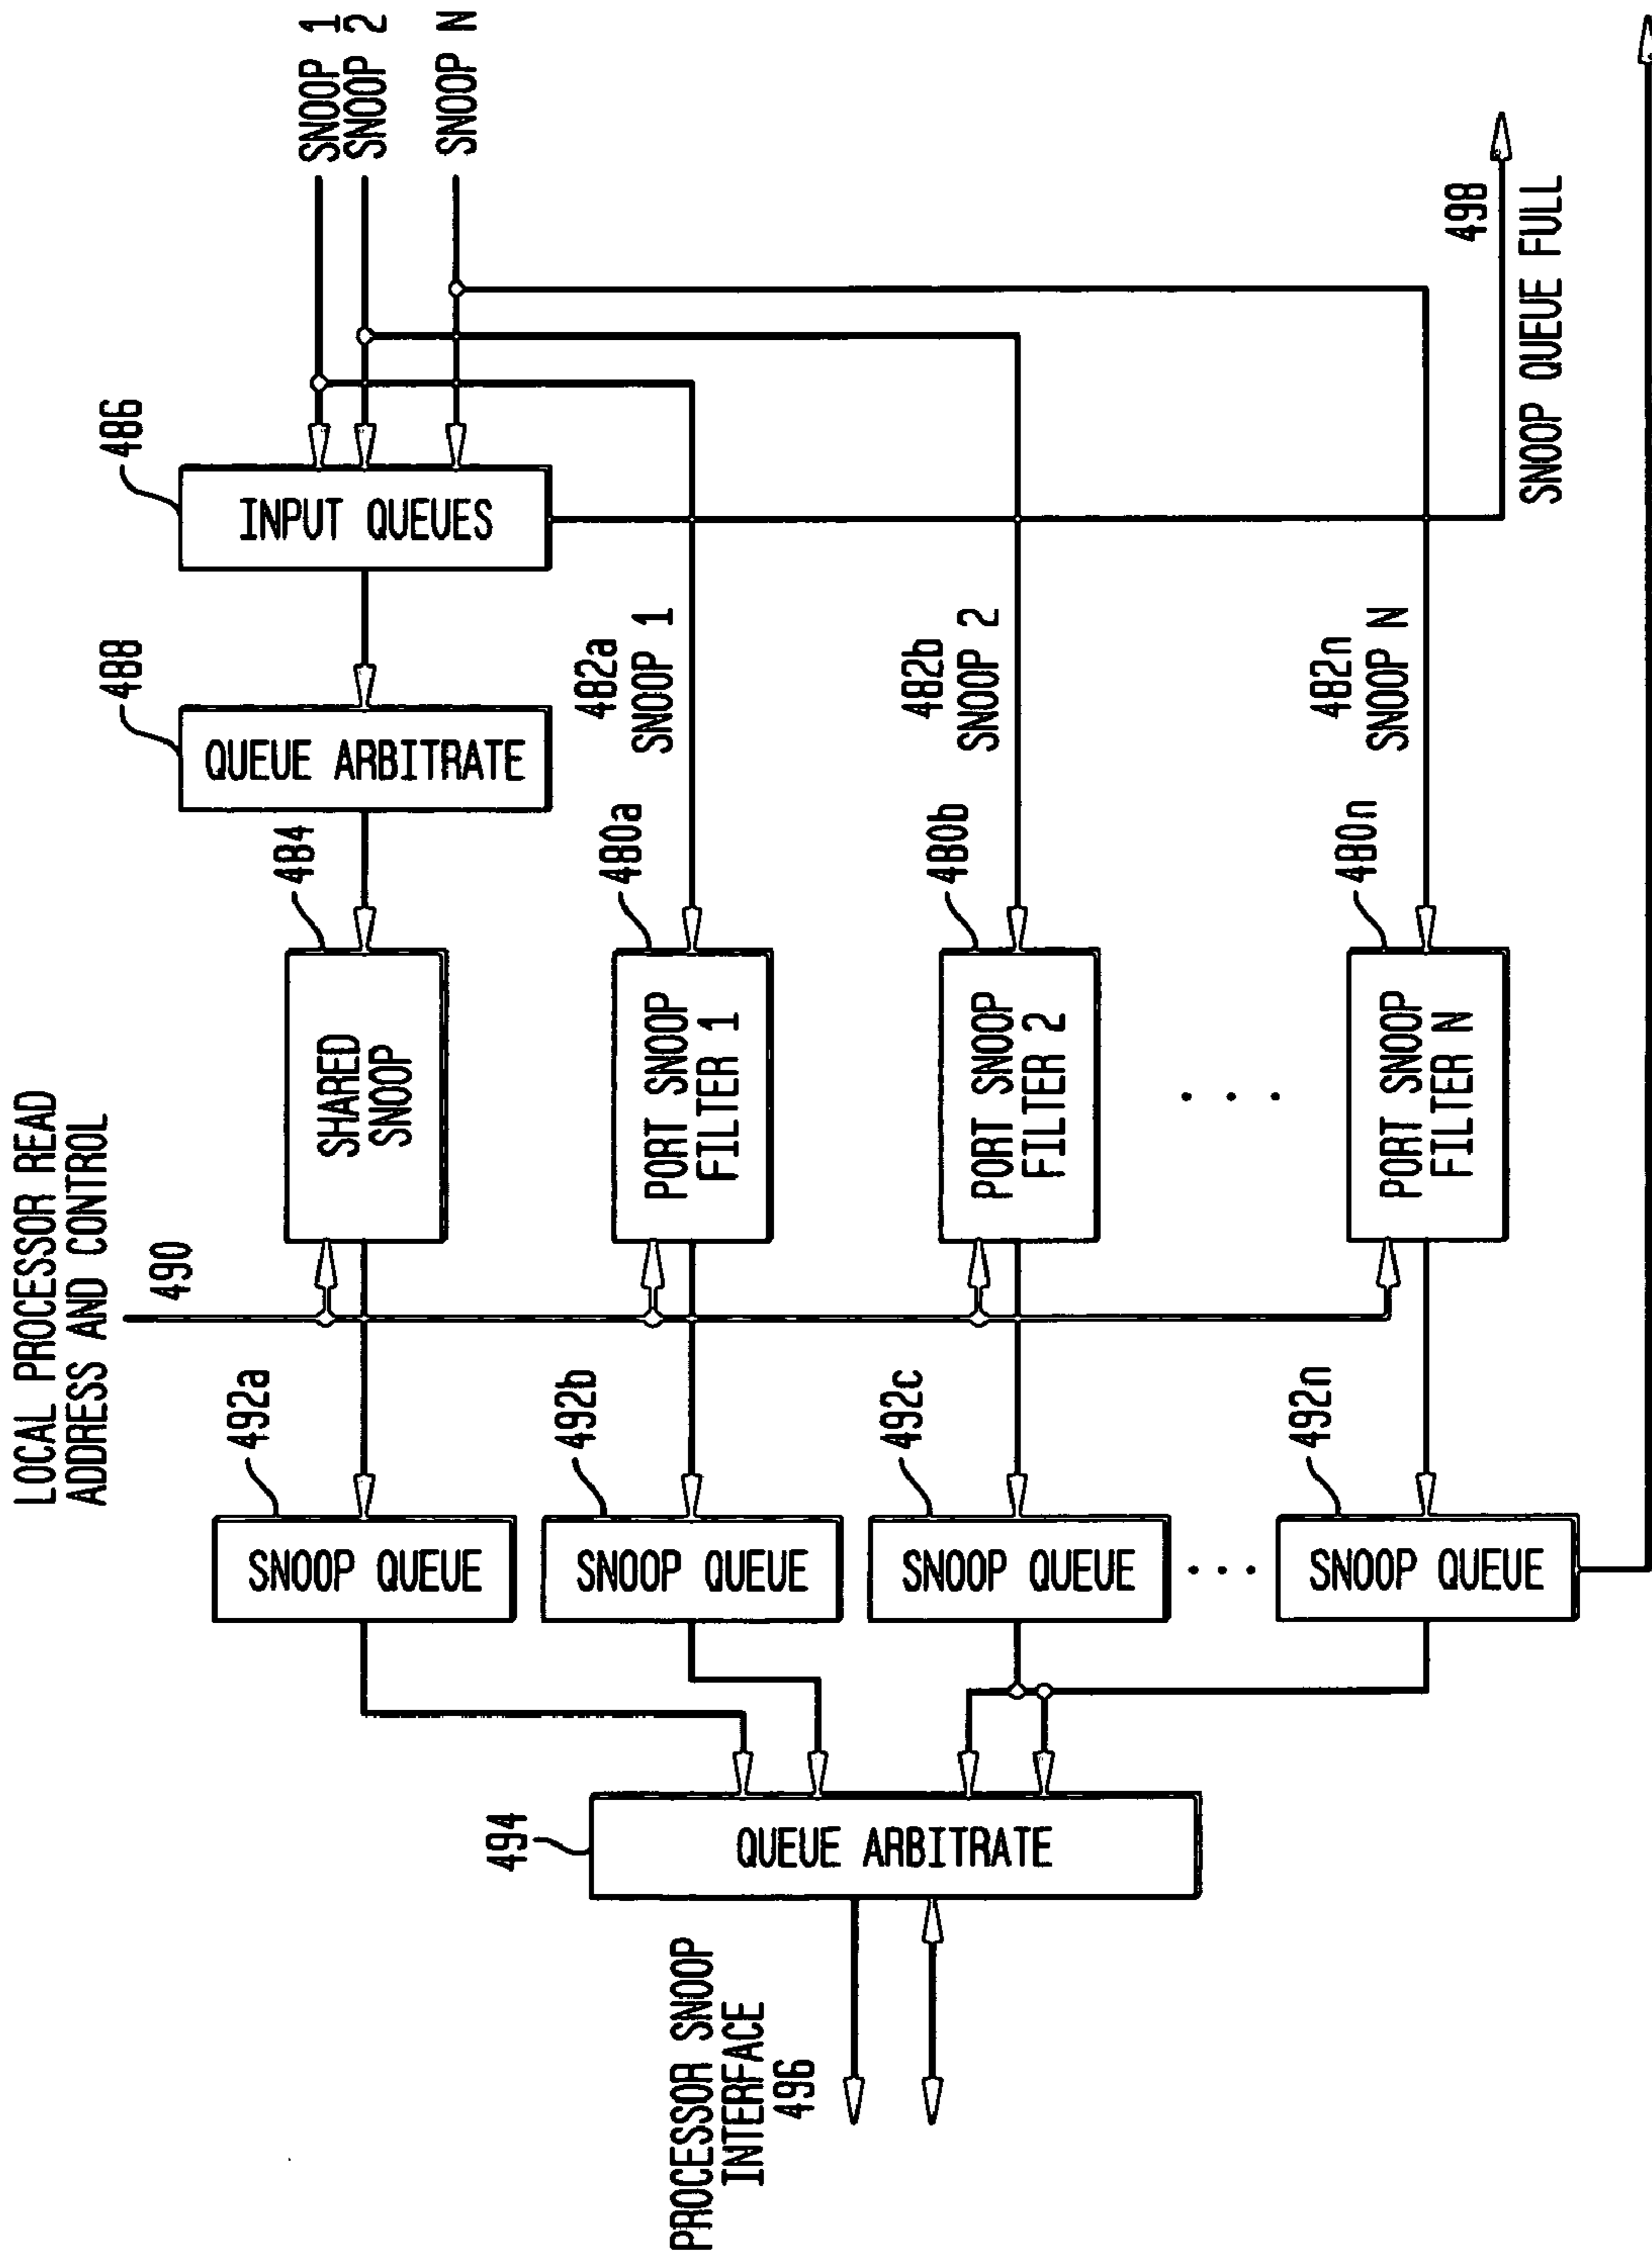 LOCAL PROCESSOR READ
ADDRESS AND CONTROL
490
SNOOP 1
SNOOP 2
SNOOP N
486
INPUT QUEUES
488
QUEUE ARBITRATE
484
SHARED
SNOOP
492a
SNOOP QUEUE
482a
SNOOP 1
480a
PORT SNOOP
FILTER 1
492b
SNOOP QUEUE
482b
SNOOP 2
480b
PORT SNOOP
FILTER 2
492c
SNOOP QUEUE
. . .
. . .
482n
SNOOP N
480n
PORT SNOOP
FILTER N
492n
SNOOP QUEUE
498
SNOOP QUEUE FULL
494
QUEUE ARBITRATE
PROCESSOR SNOOP
INTERFACE
496